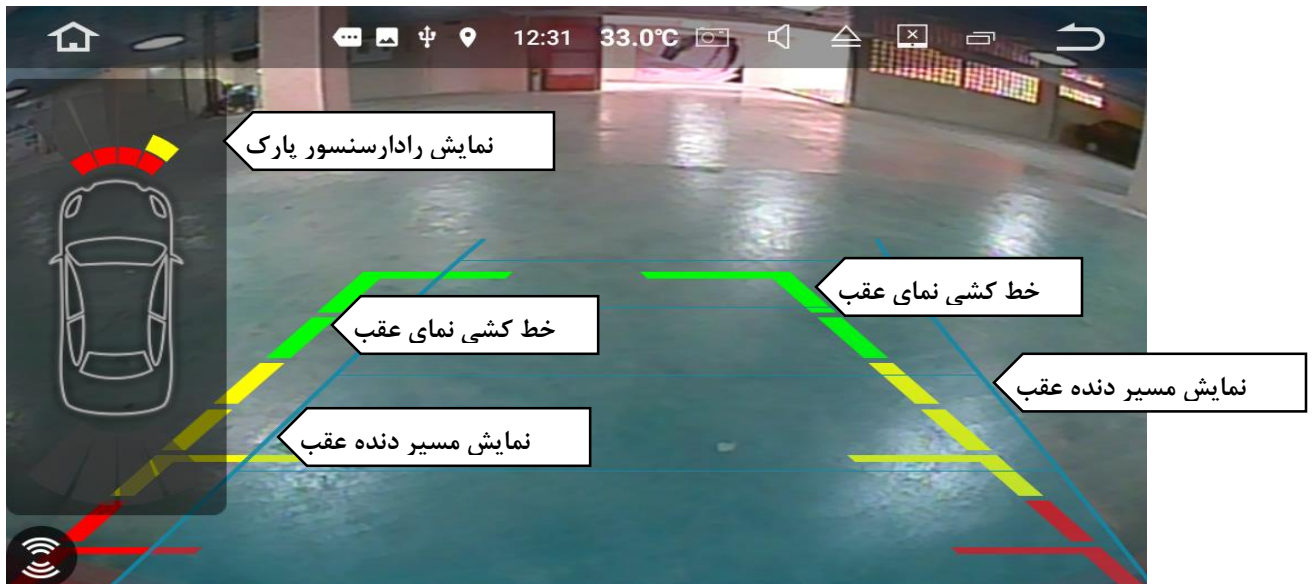 12:31 33.0°C
نمایش رادارسنسور پارک
خط کشی نمای عقب
خط کشی نمای عقب
نمایش مسیر دنده عقب
نمایش مسیر دنده عقب